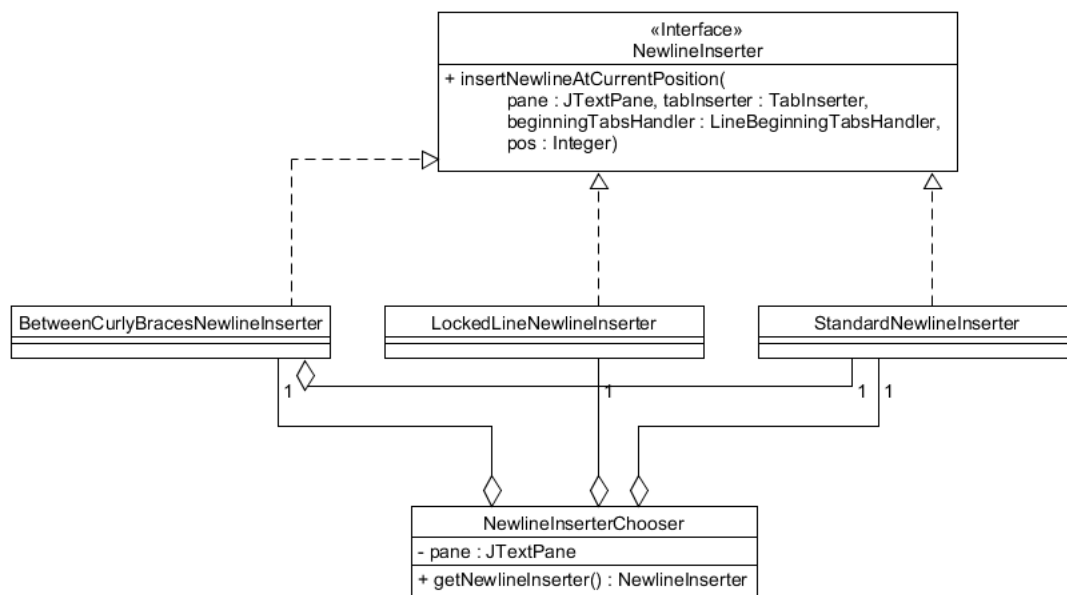 «Interface»
NewlineInserter
+ insertNewlineAtCurrentPosition(
pane : JTextPane, tabInserter : TabInserter,
beginningTabsHandler : LineBeginningTabsHandler,
pos : Integer)
BetweenCurlyBracesNewlineInserter
LockedLineNewlineInserter
StandardNewlineInserter
1
1
1
1
NewlineInserterChooser
- pane : JTextPane
+ getNewlineInserter() : NewlineInserter